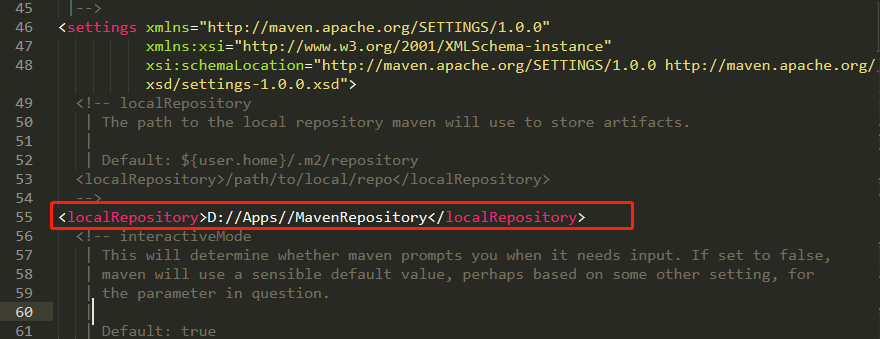 45 |-->
46 <settings xmlns="http://maven.apache.org/SETTINGS/1.0.0"
47 xmlns:xsi="http://www.w3.org/2001/XMLSchema-instance"
48 xsi:schemaLocation="http://maven.apache.org/SETTINGS/1.0.0 http://maven.apache.org/
xsd/settings-1.0.0.xsd">
49 <!-- localRepository
50 | The path to the local repository maven will use to store artifacts.
51 |
52 | Default: ${user.home}/.m2/repository
53 <localRepository>/path/to/local/repo</localRepository>
54 -->
55 <localRepository>D://Apps//MavenRepository</localRepository>
56 <!-- interactiveMode
57 | This will determine whether maven prompts you when it needs input. If set to false,
58 | maven will use a sensible default value, perhaps based on some other setting, for
59 | the parameter in question.
60 |
61 | Default: true